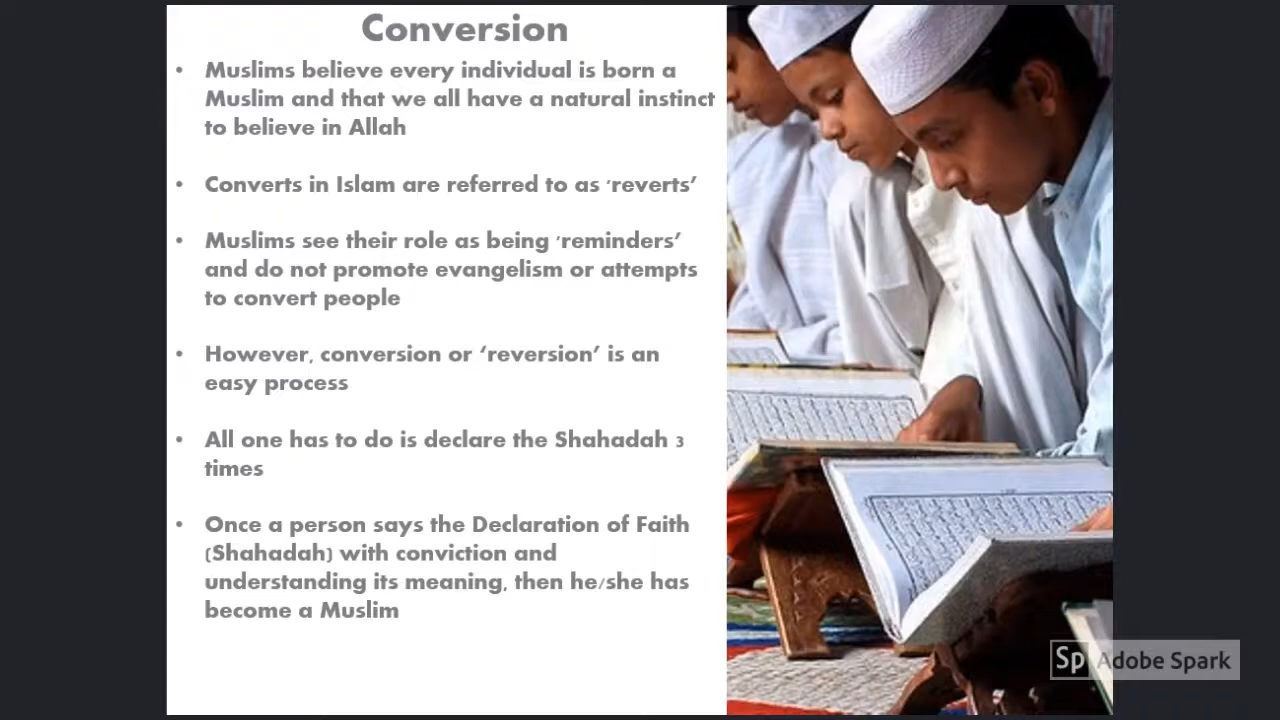 Conversion
• Muslims believe every individual is born a
Muslim and that we all have a natural instinct
to believe in Allah
• Converts in Islam are referred to as 'reverts'
• Muslims see their role as being 'reminders'
and do not promote evangelism or attempts
to convert people
• However, conversion or ‘reversion’ is an
easy process
• All one has to do is declare the Shahadah 3
times
• Once a person says the Declaration of Faith
(Shahadah) with conviction and
understanding its meaning, then he/she has
become a Muslim
Sp Adobe Spark